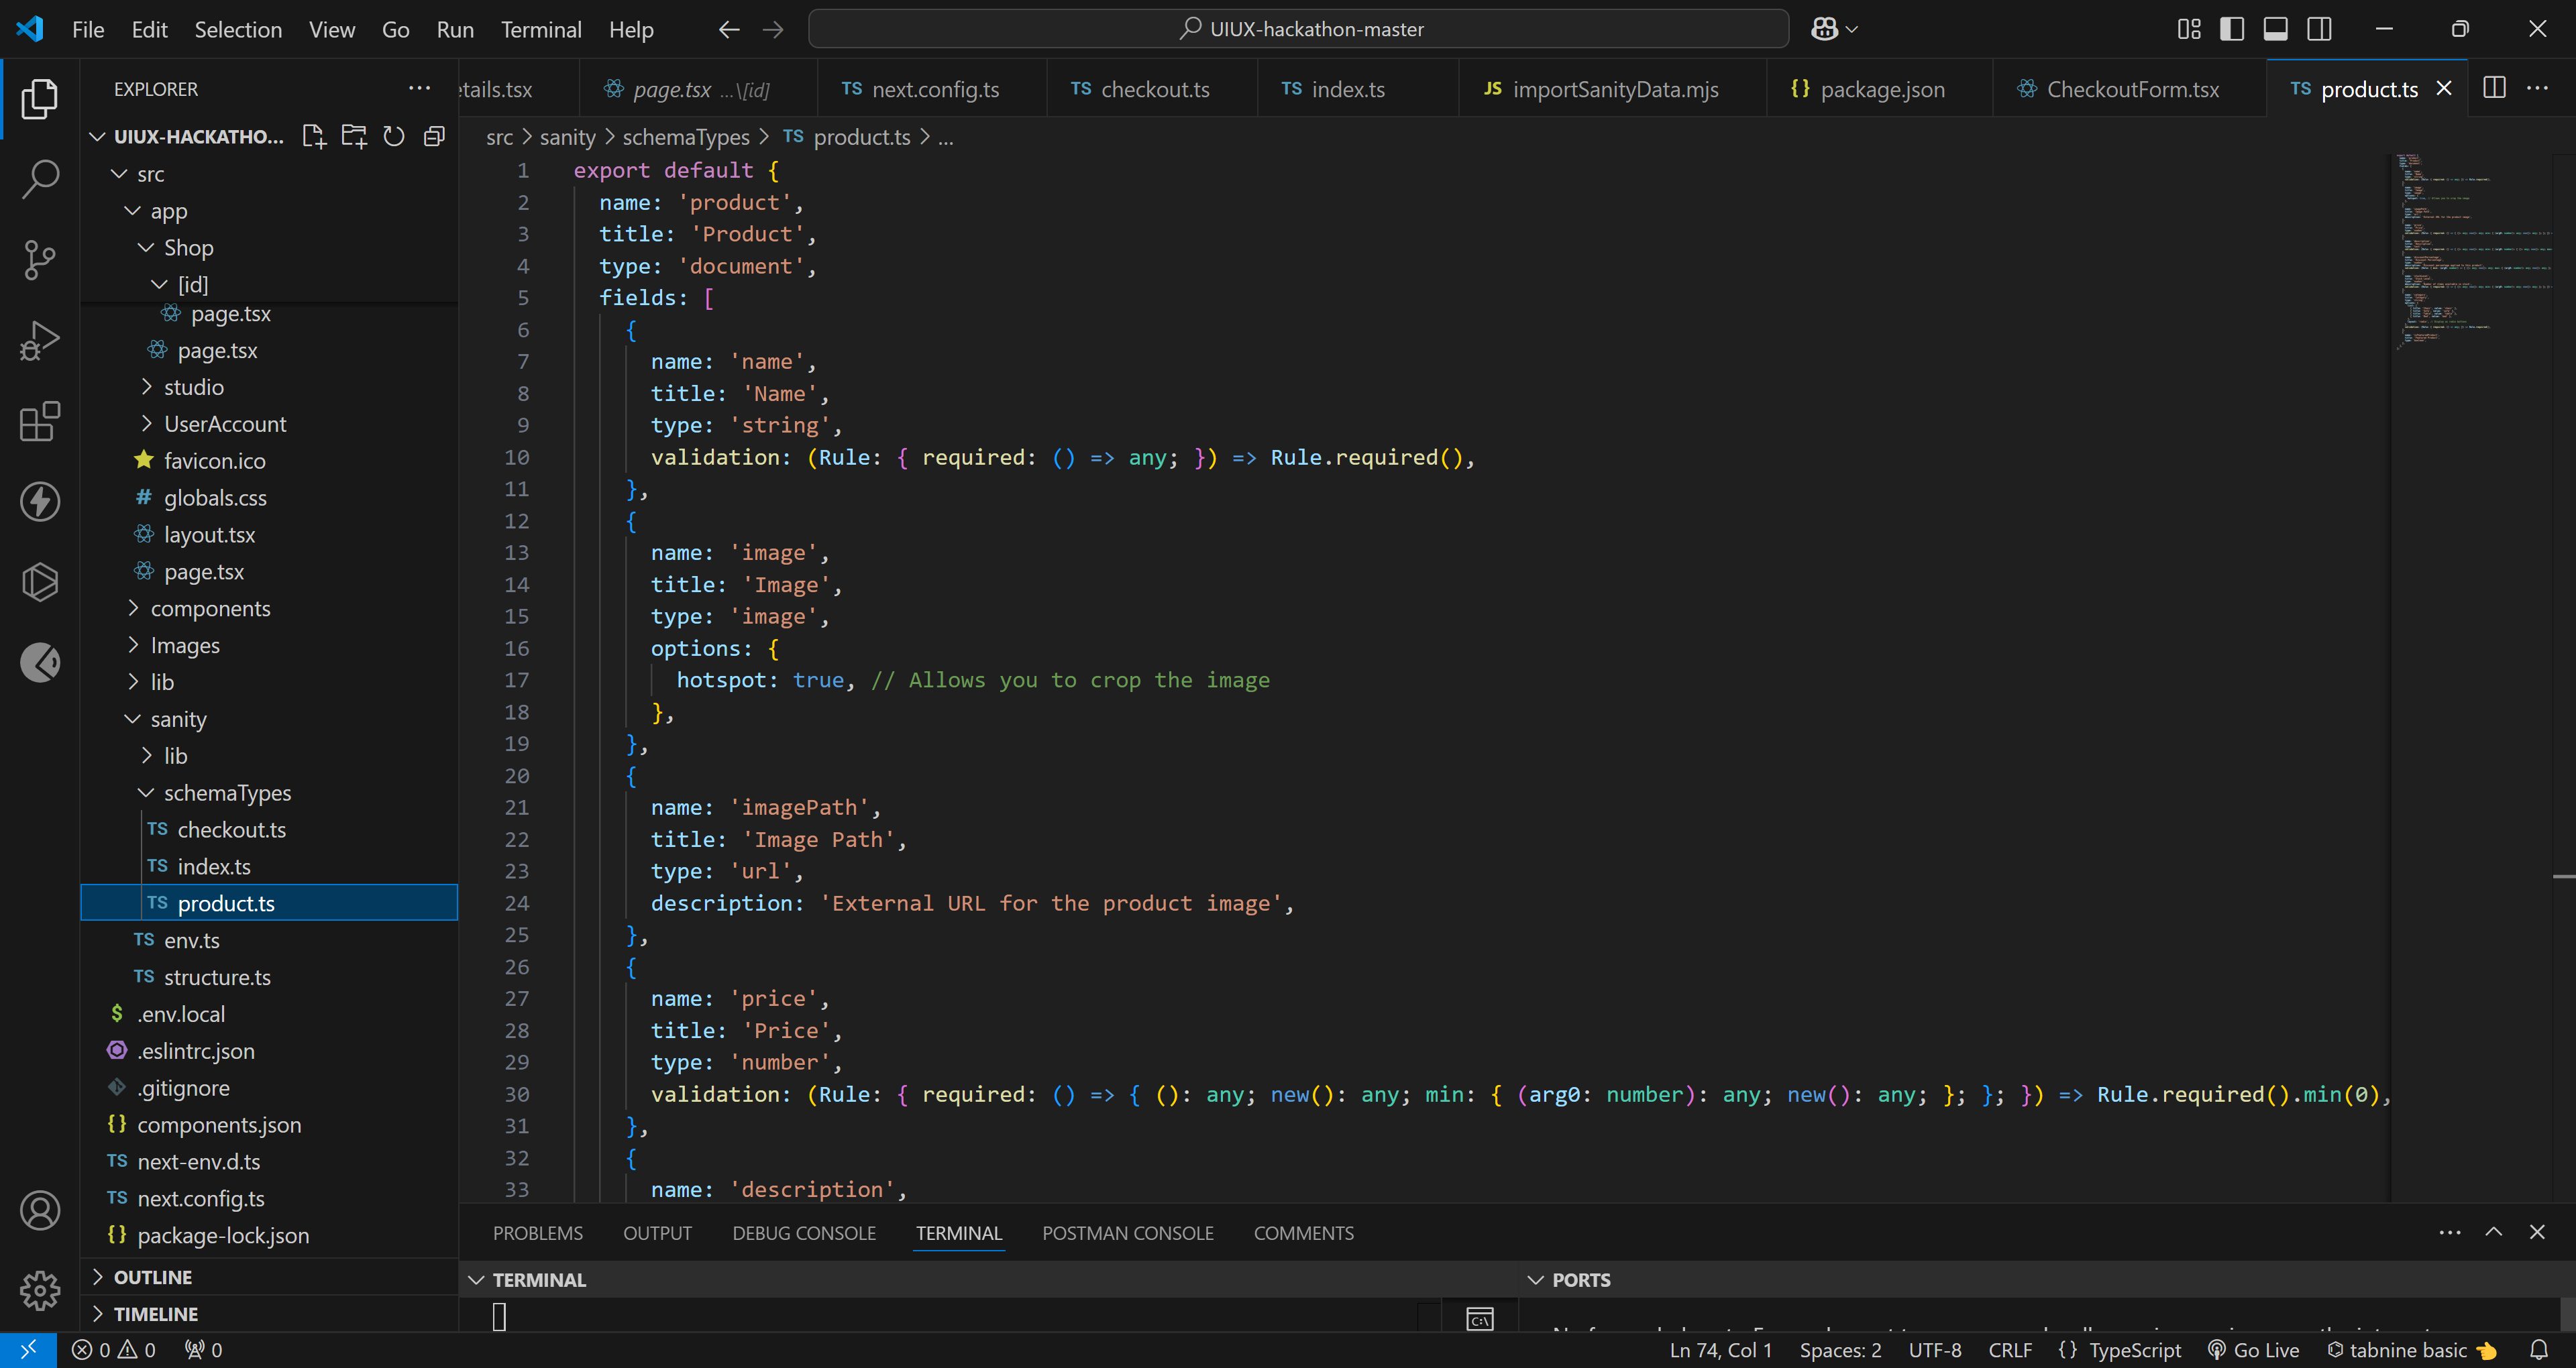 File Edit Selection View Go Run Terminal Help
UIUX-hackathon-master
EXPLORER
UIUX-HACKATHO...
src
app
Shop
[id]
page.tsx
page.tsx
studio
UserAccount
favicon.ico
# globals.css
layout.tsx
page.tsx
components
Images
lib
sanity
lib
schemaTypes
TS checkout.ts
TS index.ts
TS product.ts
TS env.ts
TS structure.ts
$ .env.local
.eslintrc.json
.gitignore
{} components.json
TS next-env.d.ts
TS next.config.ts
{} package-lock.json
OUTLINE
TIMELINE
etails.tsx page.tsx ...\[id] TS next.config.ts TS checkout.ts TS index.ts JS importSanityData.mjs {} package.json CheckoutForm.tsx TS product.ts
src > sanity > schemaTypes > TS product.ts > ...
1 export default {
2 name: 'product',
3 title: 'Product',
4 type: 'document',
5 fields: [
6 {
7 name: 'name',
8 title: 'Name',
9 type: 'string',
10 validation: (Rule: { required: () => any; }) => Rule.required(),
11 },
12 {
13 name: 'image',
14 title: 'Image',
15 type: 'image',
16 options: {
17 hotspot: true, // Allows you to crop the image
18 },
19 },
20 {
21 name: 'imagePath',
22 title: 'Image Path',
23 type: 'url',
24 description: 'External URL for the product image',
25 },
26 {
27 name: 'price',
28 title: 'Price',
29 type: 'number',
30 validation: (Rule: { required: () => { (): any; new(): any; min: { (arg0: number): any; new(): any; }; }; }) => Rule.required().min(0),
31 },
32 {
33 name: 'description',
PROBLEMS OUTPUT DEBUG CONSOLE TERMINAL POSTMAN CONSOLE COMMENTS
TERMINAL
PORTS
0 0 0
Ln 74, Col 1 Spaces: 2 UTF-8 CRLF {} TypeScript Go Live tabnine basic